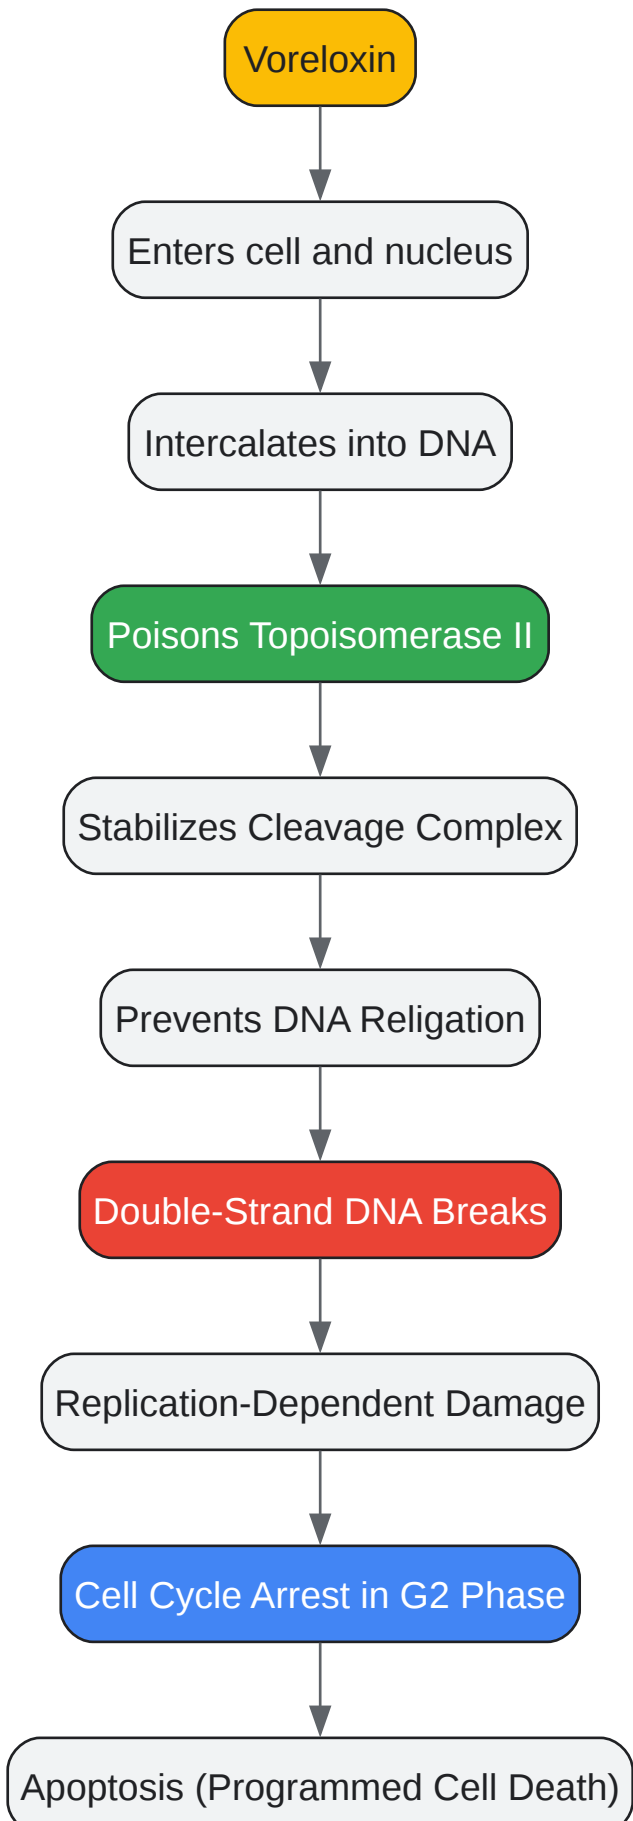 Voreloxin
Enters cell and nucleus
Intercalates into DNA
Poisons Topoisomerase II
Stabilizes Cleavage Complex
Prevents DNA Religation
Double-Strand DNA Breaks
Replication-Dependent Damage
Cell Cycle Arrest in G2 Phase
Apoptosis (Programmed Cell Death)